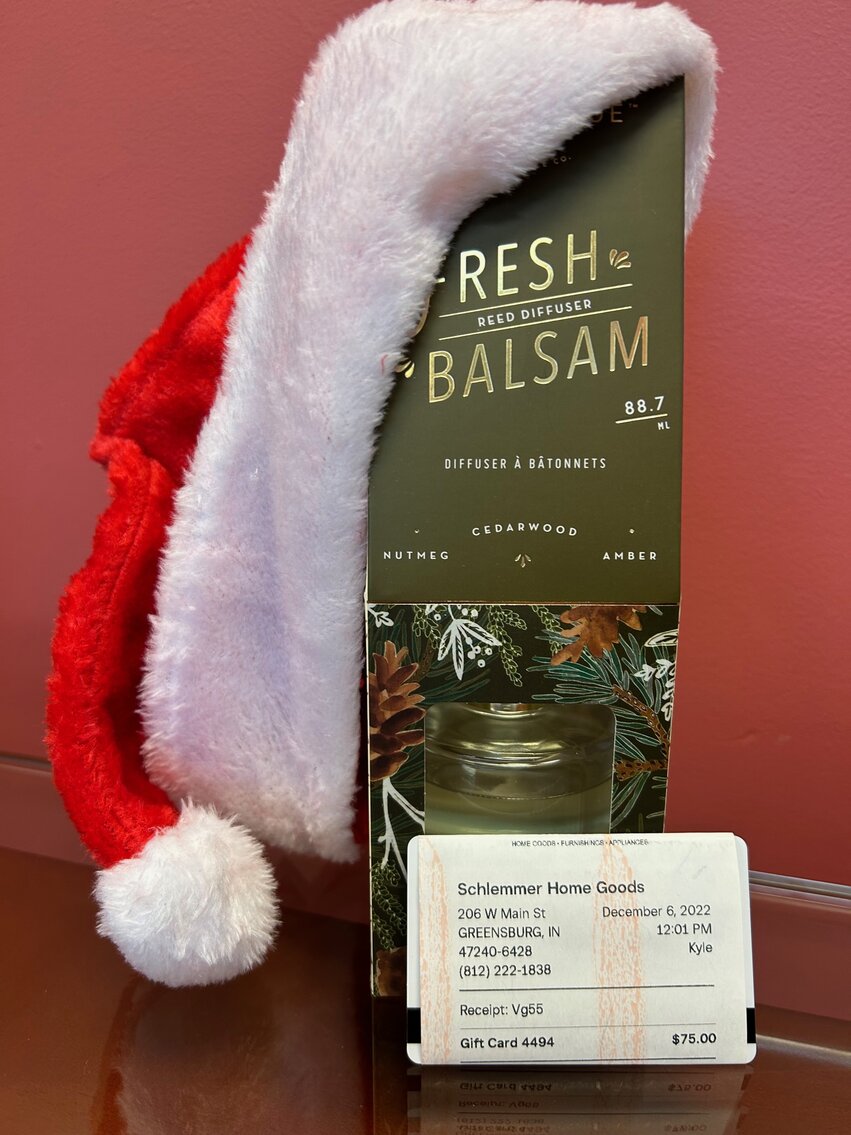 CO.
FRESH
REED DIFFUSER
BALSAM
88.7
ML
DIFFUSER À BÂTONNETS
CEDARWOOD
NUTMEG AMBER
HOME GOODS • FURNISHINGS • APPLIANCES
Schlemmer Home Goods
206 W Main St December 6, 2022
GREENSBURG, IN 12:01 PM
47240-6428 Kyle
(812) 222-1838
Receipt: Vg55
Gift Card 4494 $75.00